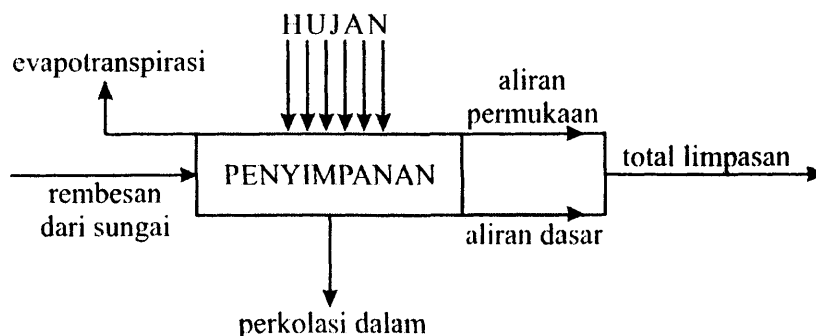 HUJAN
evapotranspirasi
aliran
permukaan
PENYIMPANAN
total limpasan
rembesan
dari sungai
aliran dasar
perkolasi dalam